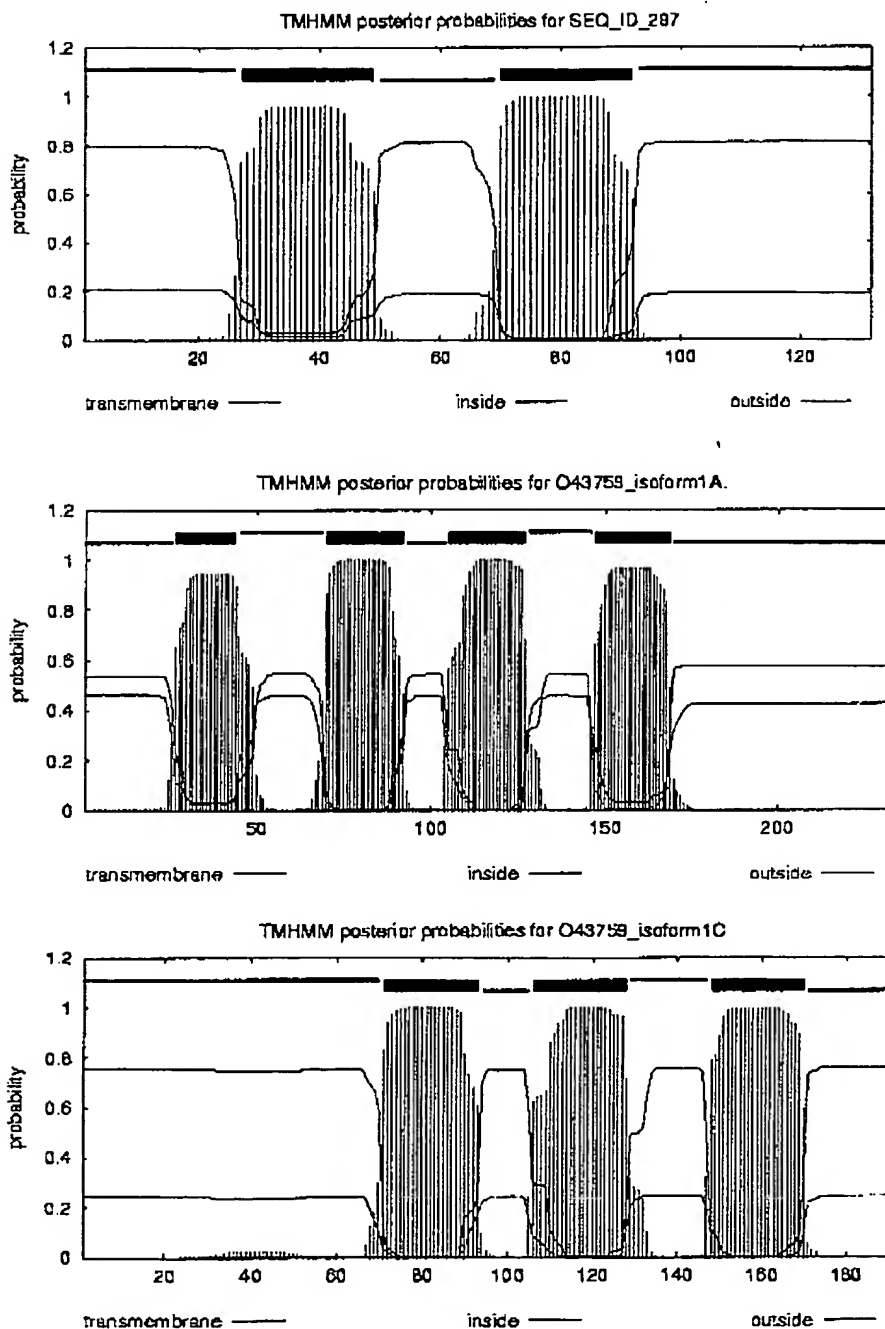 TMHMM posterior probabilities for SEQ_ID_297
1.2
1
0.8
0.6
0.4
0.2
0
probability
20 40 60 80 100 120
transmembrane inside outside
TMHMM posterior probabilities for O43759_isoform1A.
1.2
1
0.8
0.6
0.4
0.2
0
probability
50 100 150 200
transmembrane inside outside
TMHMM posterior probabilities for O43759_isoform1C
1.2
1
0.8
0.6
0.4
0.2
0
probability
20 40 60 80 100 120 140 160 180
transmembrane inside outside